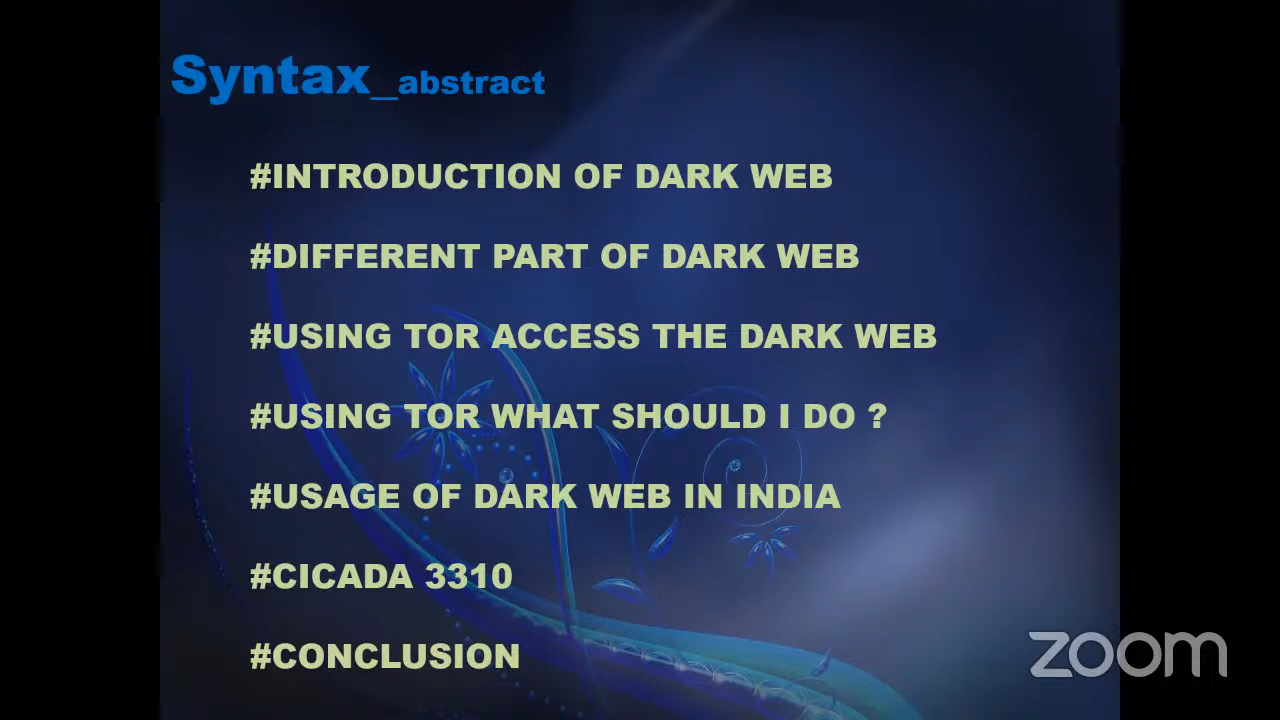 Syntax_abstract
#INTRODUCTION OF DARK WEB
#DIFFERENT PART OF DARK WEB
#USING TOR ACCESS THE DARK WEB
#USING TOR WHAT SHOULD I DO ?
#USAGE OF DARK WEB IN INDIA
#CICADA 3310
#CONCLUSION
zoom